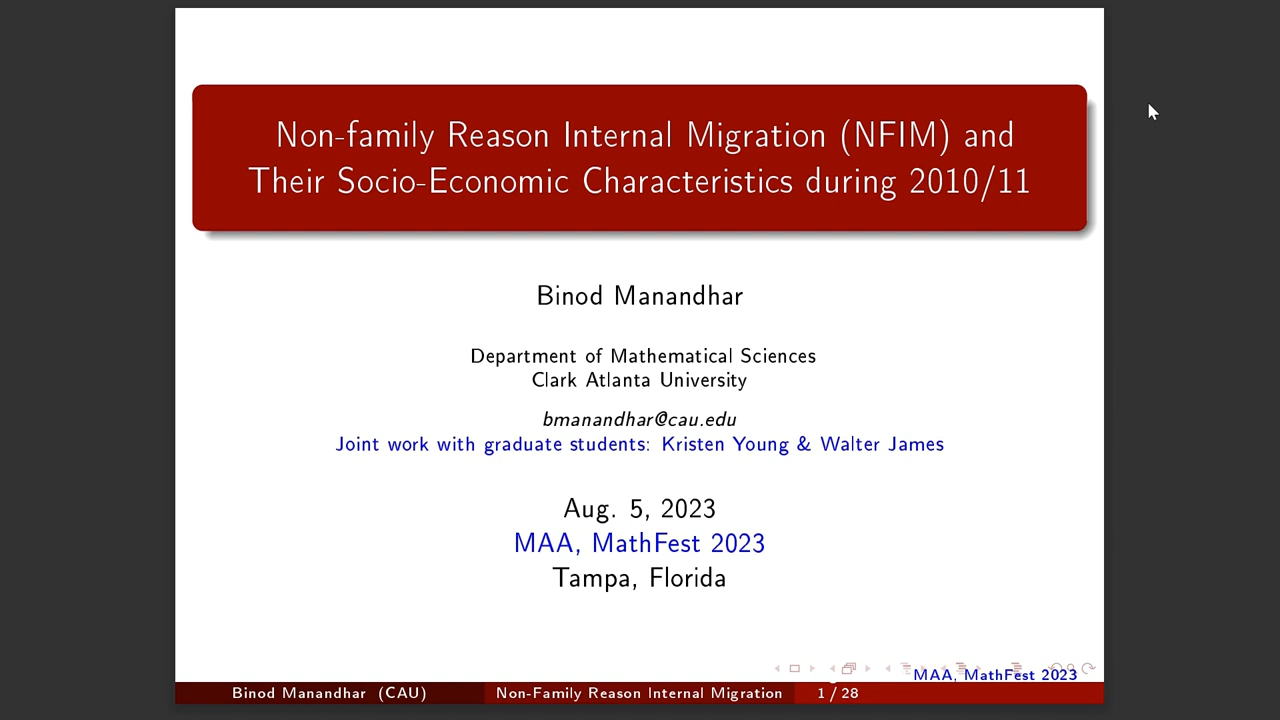 Non-family Reason Internal Migration (NFIM) and
Their Socio-Economic Characteristics during 2010/11
Binod Manandhar
Department of Mathematical Sciences
Clark Atlanta University
bmanandhar@cau.edu
Joint work with graduate students: Kristen Young & Walter James
Aug. 5, 2023
MAA, MathFest 2023
Tampa, Florida
MAA, MathFest 2023
Binod Manandhar (CAU)
Non-Family Reason Internal Migration
1 / 28